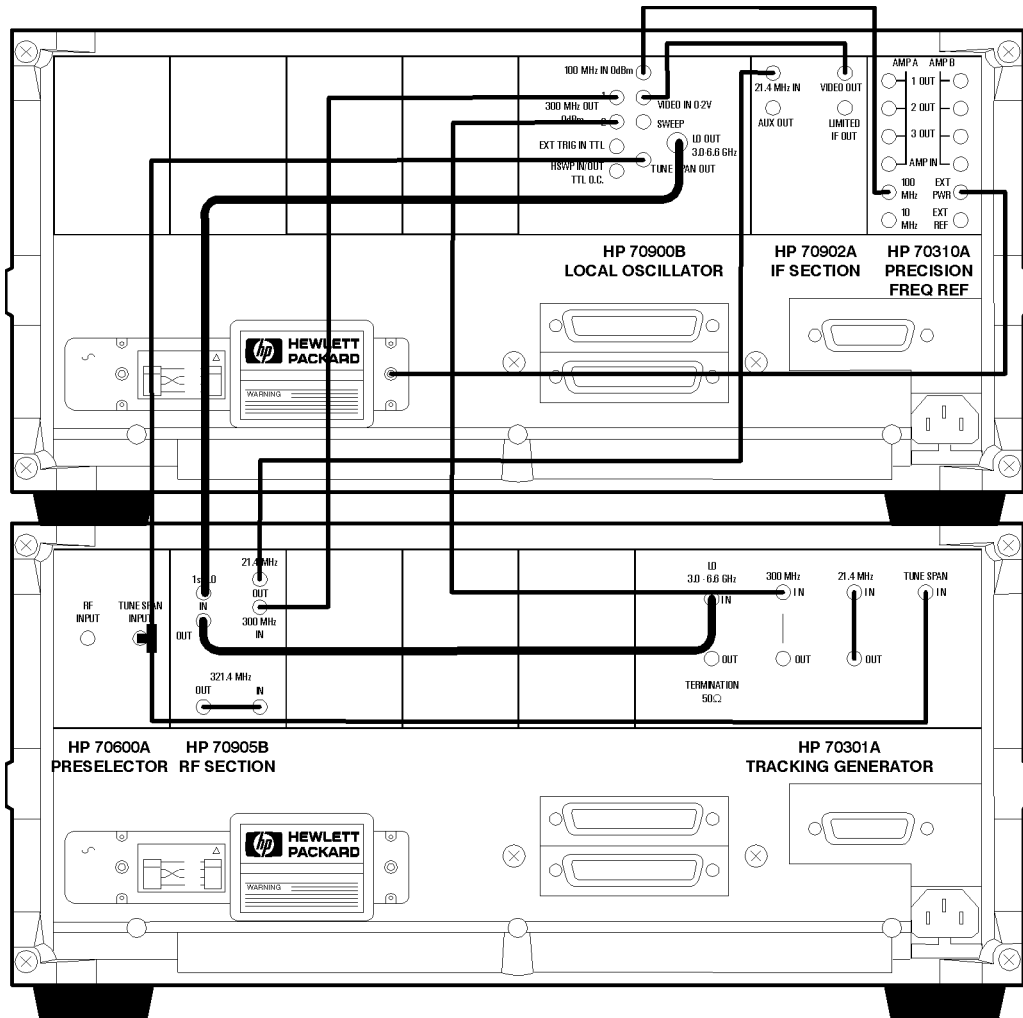 100 MHz IN 0dBm
1
300 MHz OUT
0dBm
2
VIDEO IN 0-2V
SWEEP
EXT TRIG IN TTL
LO OUT
3.0-6.6 GHz
HSWP IN/OUT
TTL O.C.
TUNE SPAN OUT
21.4 MHz IN
AUX OUT
VIDEO OUT
LIMITED
IF OUT
AMP A AMP B
1 OUT
2 OUT
3 OUT
AMP IN
100
MHz
EXT
PWR
10
MHz
EXT
REF
HP 70900B
LOCAL OSCILLATOR
HP 70902A
IF SECTION
HP 70310A
PRECISION
FREQ REF
hp HEWLETT
PACKARD
WARNING
RF
INPUT
TUNE SPAN
INPUT
1st LO
IN
OUT
21.4 MHz
OUT
300 MHz
IN
321.4 MHz
OUT IN
LO
3.0 - 6.6 GHz
IN
OUT
TERMINATION
50Ω
300 MHz
IN
OUT
21.4 MHz
IN
OUT
TUNE SPAN
IN
HP 70600A
PRESELECTOR
HP 70905B
RF SECTION
HP 70301A
TRACKING GENERATOR
hp HEWLETT
PACKARD
WARNING